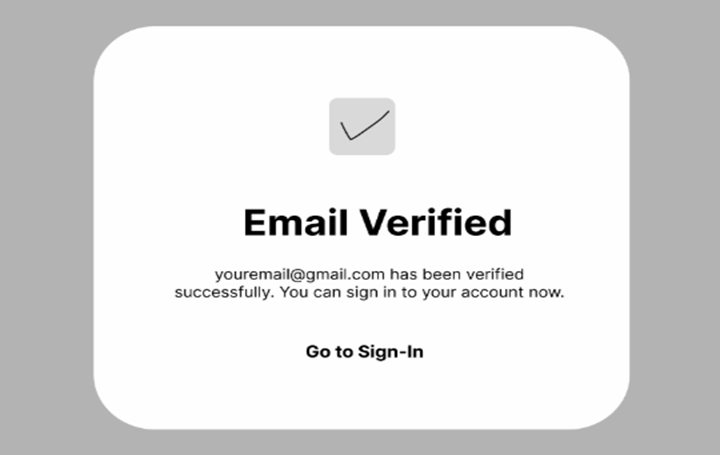 Email Verified
youremail@gmail.com has been verified
successfully. You can sign in to your account now.
Go to Sign-In